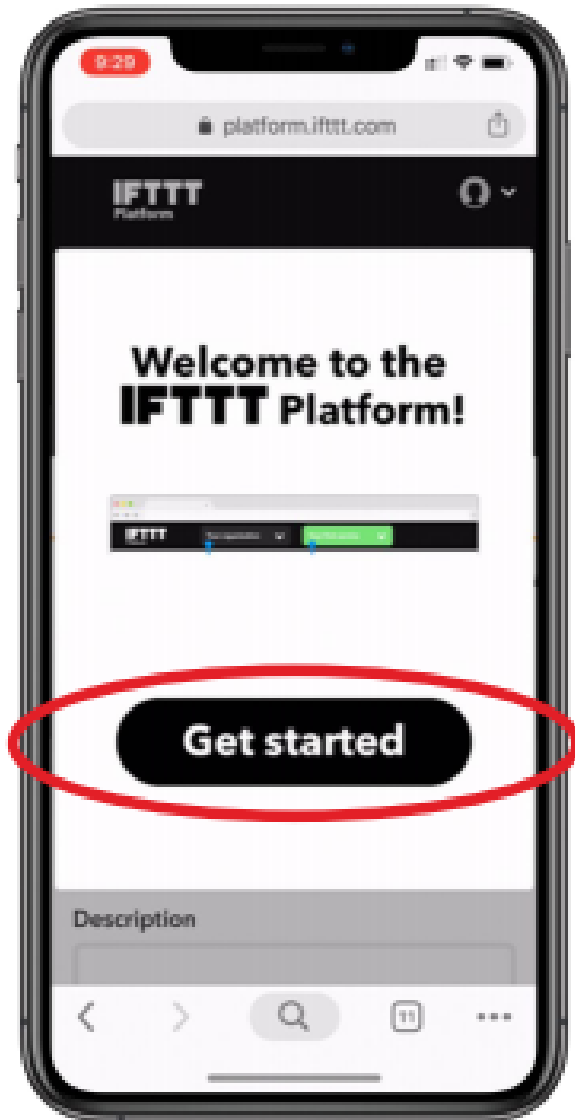 9:29
platform.ifttt.com
IFTTT
Platform
Welcome to the
IFTTT Platform!
IFTTT
Get started
Description
11